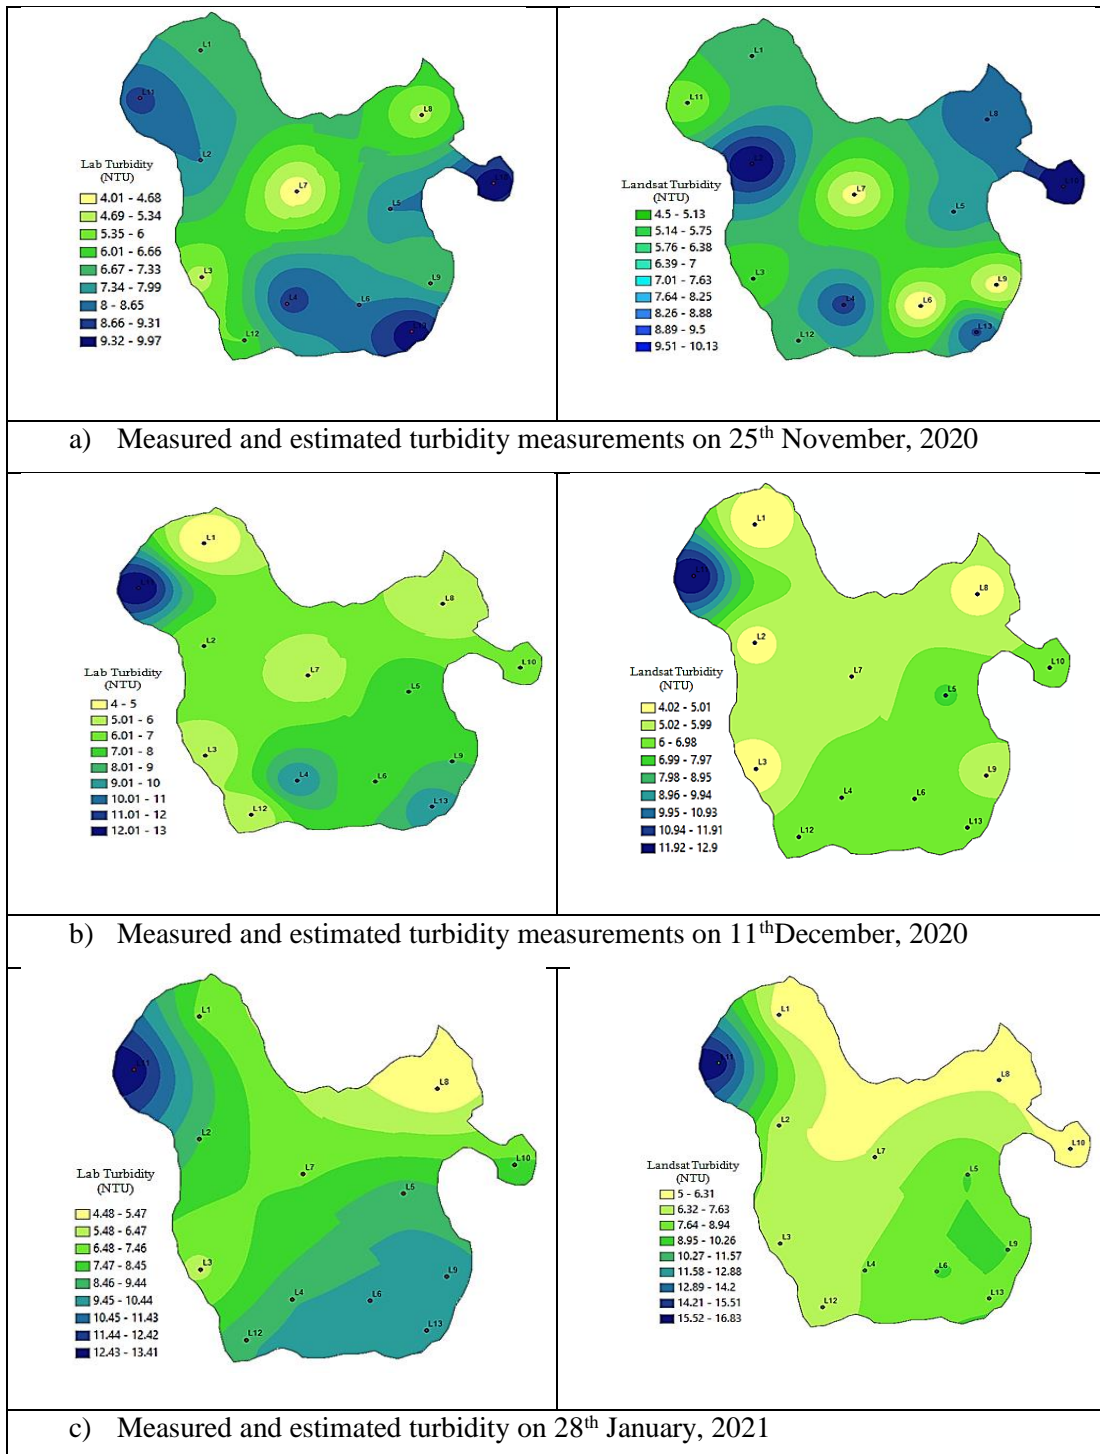 L1
L11
L8
L2
L10
Lab Turbidity
(NTU)
L7
L5
4.01 - 4.68
4.69 - 5.34
5.35 - 6
6.01 - 6.66
6.67 - 7.33
7.34 - 7.99
8 - 8.65
8.66 - 9.31
9.32 - 9.97
L3
L9
L4
L6
L12
L13
L1
L11
L8
L2
L10
L7
L5
Landsat Turbidity
(NTU)
4.5 - 5.13
5.14 - 5.75
5.76 - 6.38
6.39 - 7
7.01 - 7.63
7.64 - 8.25
8.26 - 8.88
8.89 - 9.5
9.51 - 10.13
L3
L9
L4
L6
L12
L13
a) Measured and estimated turbidity measurements on 25th November, 2020
L1
L11
L8
L2
L10
L7
L5
Lab Turbidity
(NTU)
4 - 5
5.01 - 6
6.01 - 7
7.01 - 8
8.01 - 9
9.01 - 10
10.01 - 11
11.01 - 12
12.01 - 13
L3
L9
L4
L6
L12
L13
L1
L11
L8
L2
L10
L7
L5
Landsat Turbidity
(NTU)
4.02 - 5.01
5.02 - 5.99
6 - 6.98
6.99 - 7.97
7.98 - 8.95
8.96 - 9.94
9.95 - 10.93
10.94 - 11.91
11.92 - 12.9
L3
L9
L4
L6
L12
L13
b) Measured and estimated turbidity measurements on 11thDecember, 2020
L1
L11
L8
L2
L10
L7
L5
Lab Turbidity
(NTU)
4.48 - 5.47
5.48 - 6.47
6.48 - 7.46
7.47 - 8.45
8.46 - 9.44
9.45 - 10.44
10.45 - 11.43
11.44 - 12.42
12.43 - 13.41
L3
L9
L4
L6
L12
L13
L1
L11
L8
L2
L10
L7
L5
Landsat Turbidity
(NTU)
5 - 6.31
6.32 - 7.63
7.64 - 8.94
8.95 - 10.26
10.27 - 11.57
11.58 - 12.88
12.89 - 14.2
14.21 - 15.51
15.52 - 16.83
L3
L9
L4
L6
L12
L13
c) Measured and estimated turbidity on 28th January, 2021